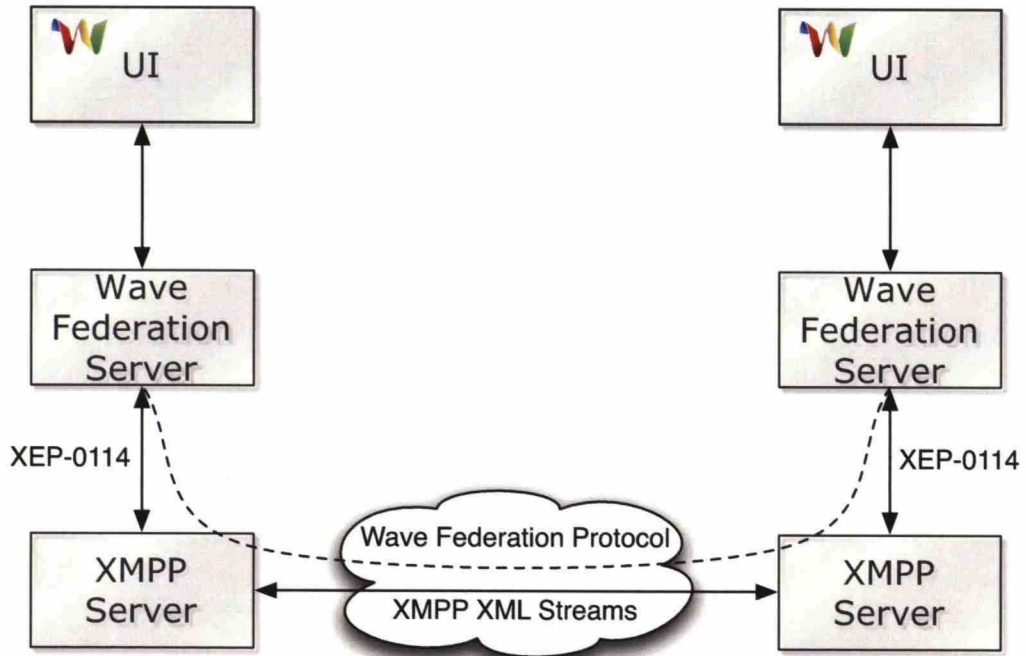 UI
UI
Wave
Federation
Server
Wave
Federation
Server
XEP-0114
XEP-0114
Wave Federation Protocol
XMPP
Server
XMPP XML Streams
XMPP
Server